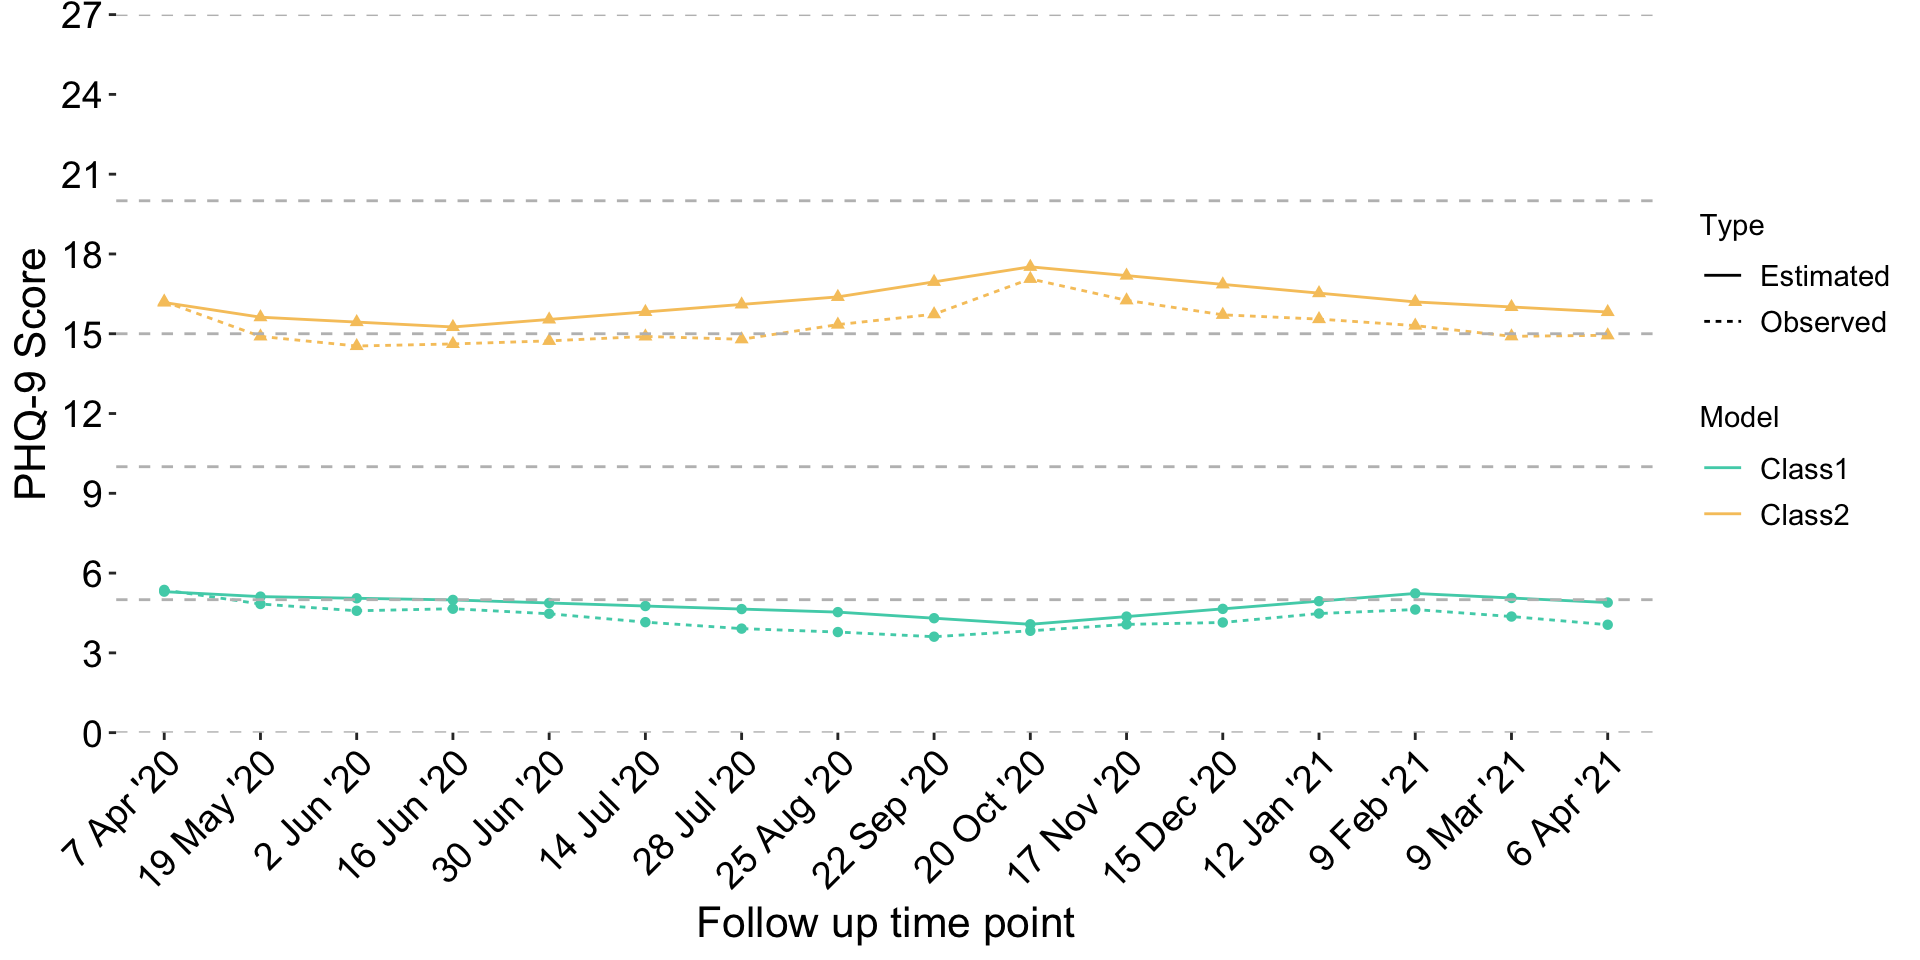 PHQ-9 Score
27
24
21
18
15
12
9
6
3
0
7 Apr '20
19 May '20
2 Jun '20
16 Jun '20
30 Jun '20
14 Jul '20
28 Jul '20
25 Aug '20
22 Sep '20
20 Oct '20
17 Nov '20
15 Dec '20
12 Jan '21
9 Feb '21
9 Mar '21
6 Apr '21
Follow up time point
Type
Estimated
Observed
Model
Class1
Class2